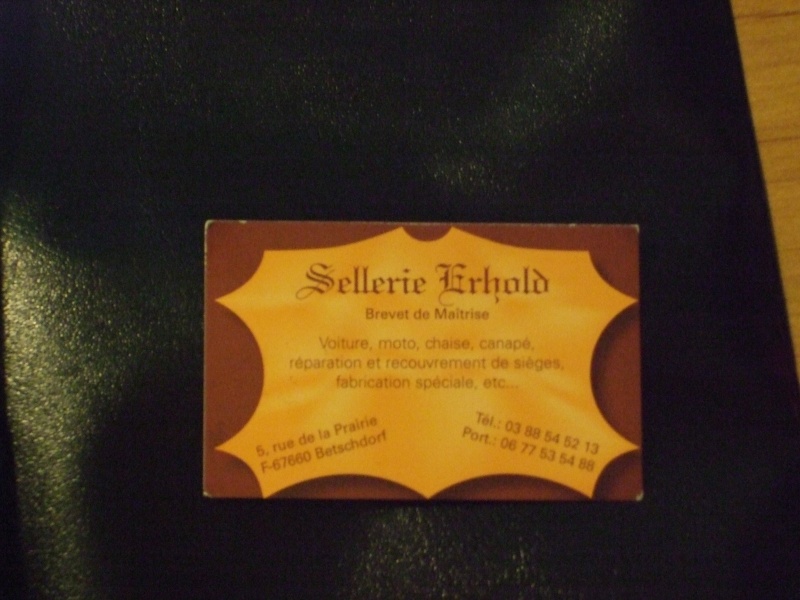 Sellerie Erhold
Brevet de Maîtrise
Voiture, moto, chaise, canapé,
réparation et recouvrement de sièges,
fabrication spéciale, etc...
5, rue de la Prairie
F-67660 Betschdorf
Tél.: 03 88 54 52 13
Port.: 06 77 53 54 88